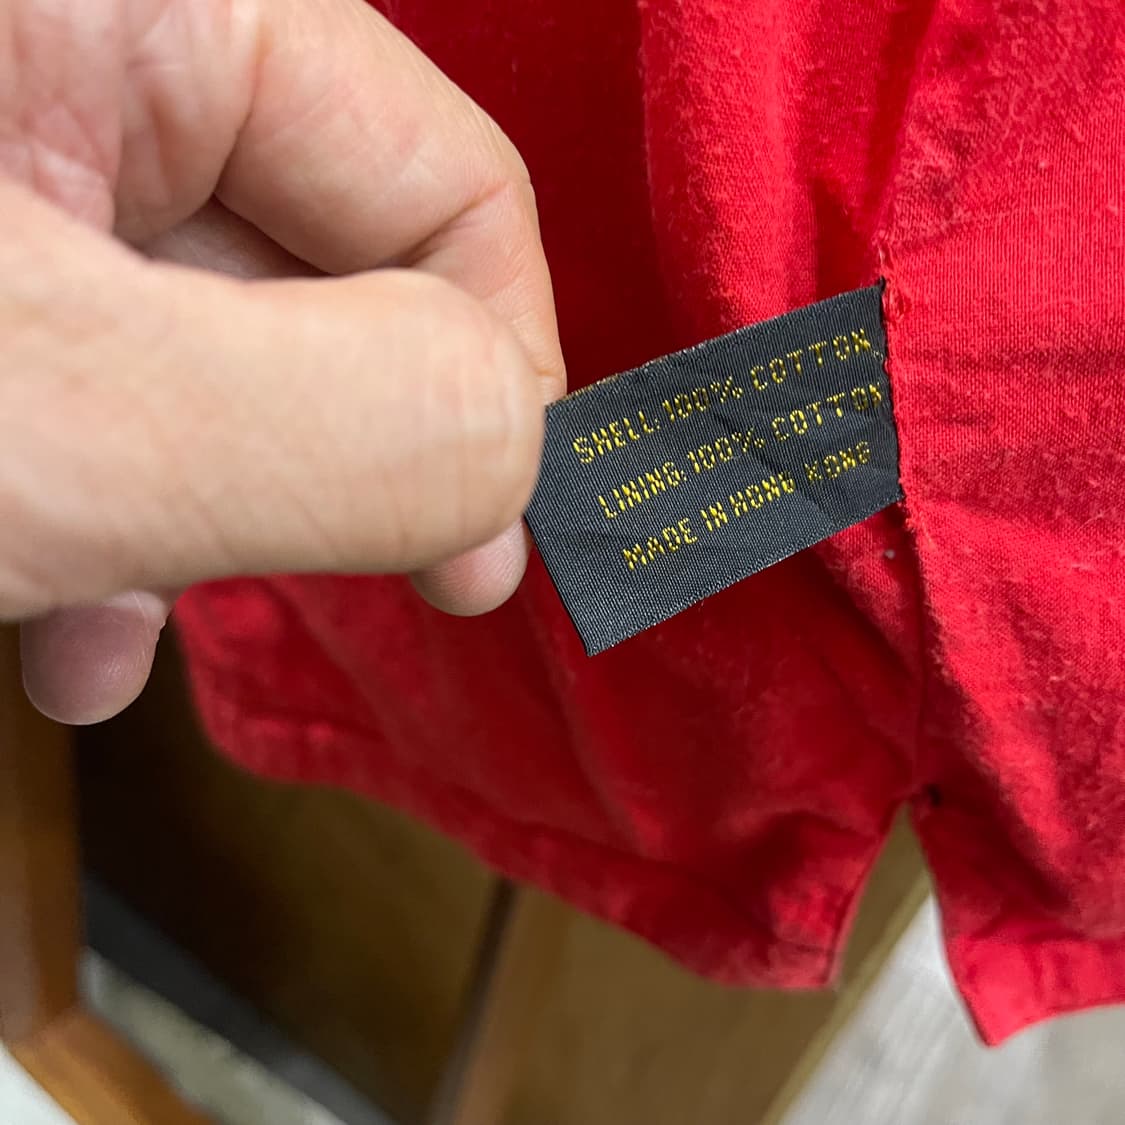 SHELL.100% COTTON
LINING.100% COTTON
MADE IN HONG KONG